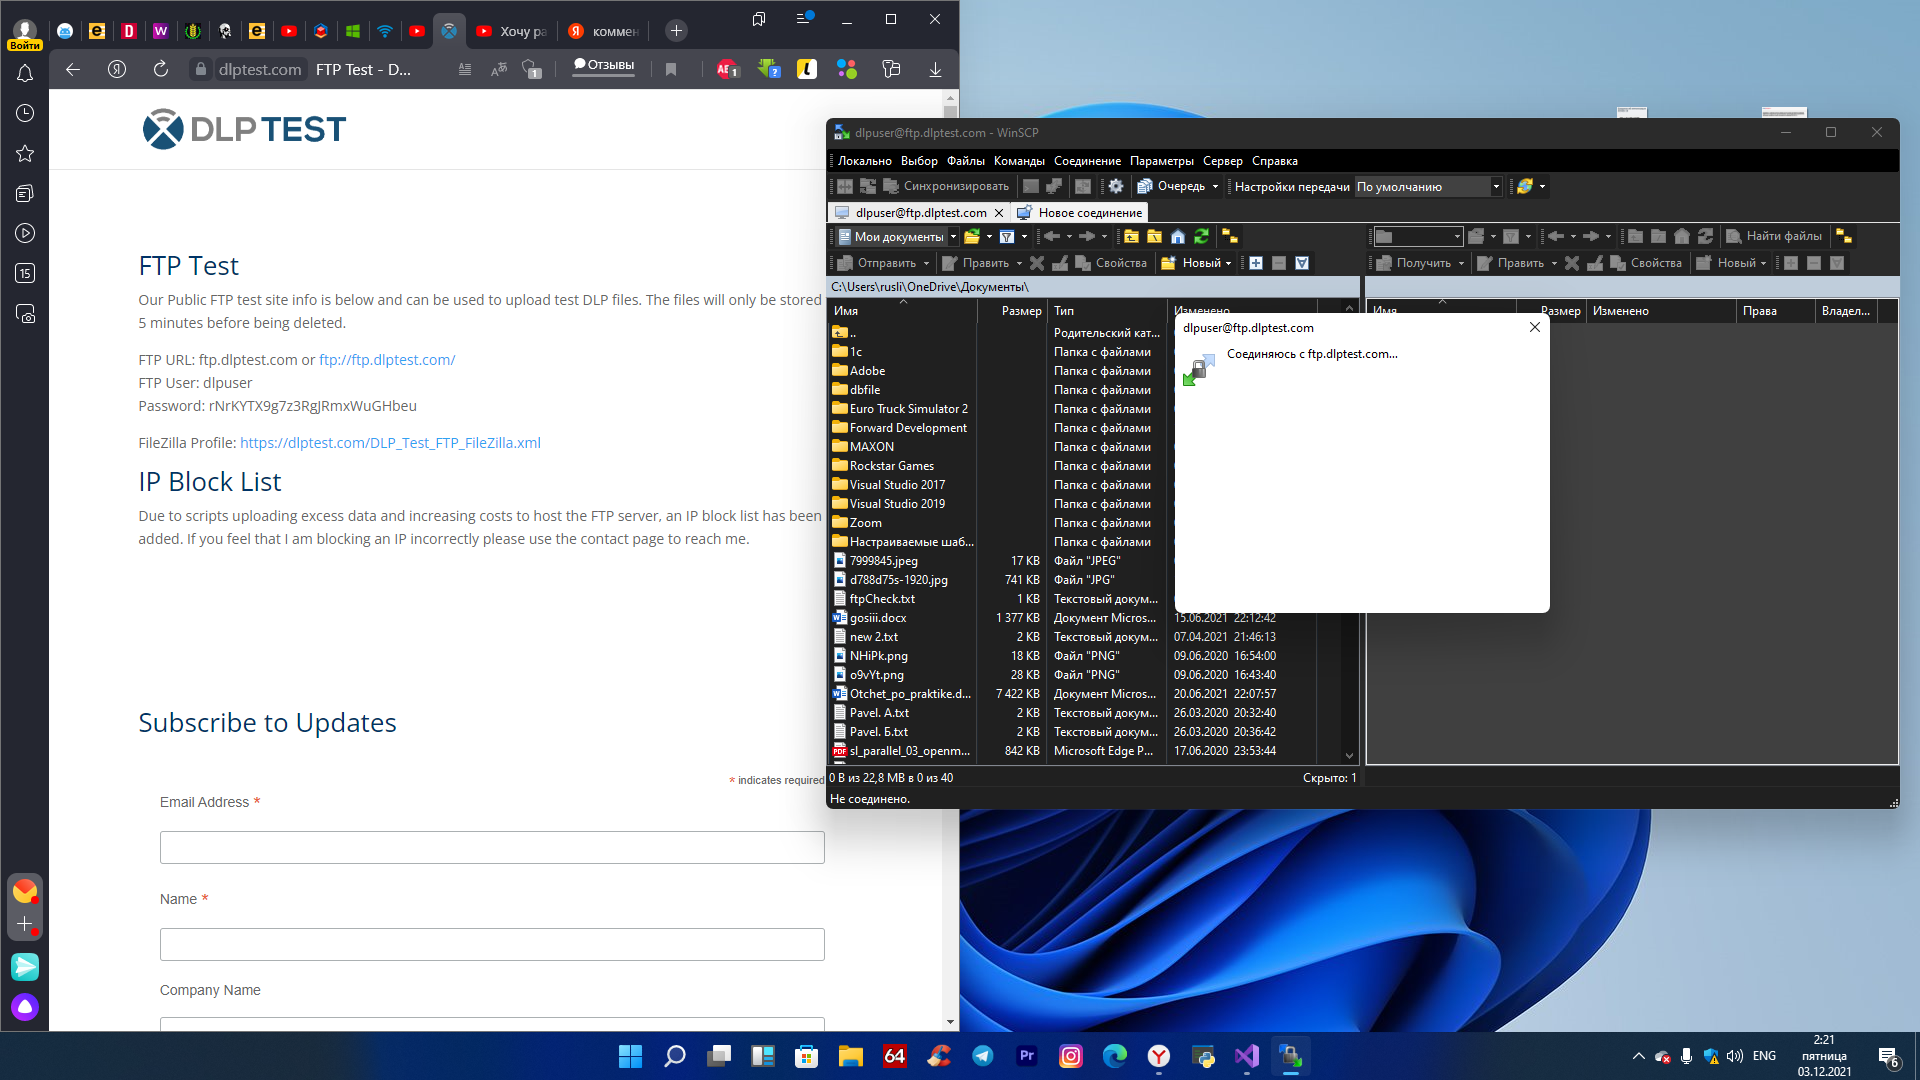 Войти
Хочу ра
коммен
dlptest.com
FTP Test - D...
Отзывы
DLPTEST
FTP Test
Our Public FTP test site info is below and can be used to upload test DLP files. The files will only be stored
5 minutes before being deleted.
FTP URL: ftp.dlptest.com or ftp://ftp.dlptest.com/
FTP User: dlpuser
Password: rNrKYTX9g7z3RgJRmxWuGHbeu
FileZilla Profile: https://dlptest.com/DLP_Test_FTP_FileZilla.xml
IP Block List
Due to scripts uploading excess data and increasing costs to host the FTP server, an IP block list has been
added. If you feel that I am blocking an IP incorrectly please use the contact page to reach me.
Subscribe to Updates
* indicates required
Email Address *
Name *
Company Name
dlpuser@ftp.dlptest.com - WinSCP
Локально Выбор Файлы Команды Соединение Параметры Сервер Справка
Синхронизировать Очередь Настройки передачи По умолчанию
dlpuser@ftp.dlptest.com Новое соединение
Мои документы
Найти файлы
Отправить Править Свойства Новый
Получить Править Свойства Новый
C:\Users\rusli\OneDrive\Документы\
Имя Размер Тип Изменено
Имя Размер Изменено Права Владел...
.. Родительский кат...
1c Папка с файлами
Adobe Папка с файлами
dbfile Папка с файлами
Euro Truck Simulator 2 Папка с файлами
Forward Development Папка с файлами
MAXON Папка с файлами
Rockstar Games Папка с файлами
Visual Studio 2017 Папка с файлами
Visual Studio 2019 Папка с файлами
Zoom Папка с файлами
Настраиваемые шаб... Папка с файлами
7999845.jpeg 17 KB Файл "JPEG"
d788d75s-1920.jpg 741 KB Файл "JPG"
ftpCheck.txt 1 KB Текстовый докум...
gosiii.docx 1 377 KB Документ Micros... 15.06.2021 22:12:42
new 2.txt 2 KB Текстовый докум... 07.04.2021 21:46:13
NHiPk.png 18 KB Файл "PNG" 09.06.2020 16:54:00
o9vYt.png 28 KB Файл "PNG" 09.06.2020 16:43:40
Otchet_po_praktike.d... 7 422 KB Документ Micros... 20.06.2021 22:07:57
Pavel. A.txt 2 KB Текстовый докум... 26.03.2020 20:32:40
Pavel. Б.txt 2 KB Текстовый докум... 26.03.2020 20:36:42
sl_parallel_03_openm... 842 KB Microsoft Edge P... 17.06.2020 23:53:44
0 B из 22,8 MB в 0 из 40
Скрыто: 1
Не соединено.
dlpuser@ftp.dlptest.com
Соединяюсь с ftp.dlptest.com...
15
64
Pr
ENG
2:21
пятница
03.12.2021
6